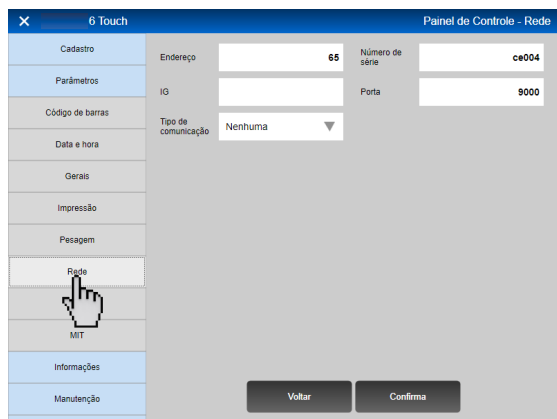 6 Touch
Painel de Controle - Rede
Cadastro
Parâmetros
Código de barras
Data e hora
Gerais
Impressão
Pesagem
Rede
MIT
Informações
Manutenção
Endereço
65
Número de
série
ce004
IG
Porta
9000
Tipo de
comunicação
Nenhuma
Voltar
Confirma